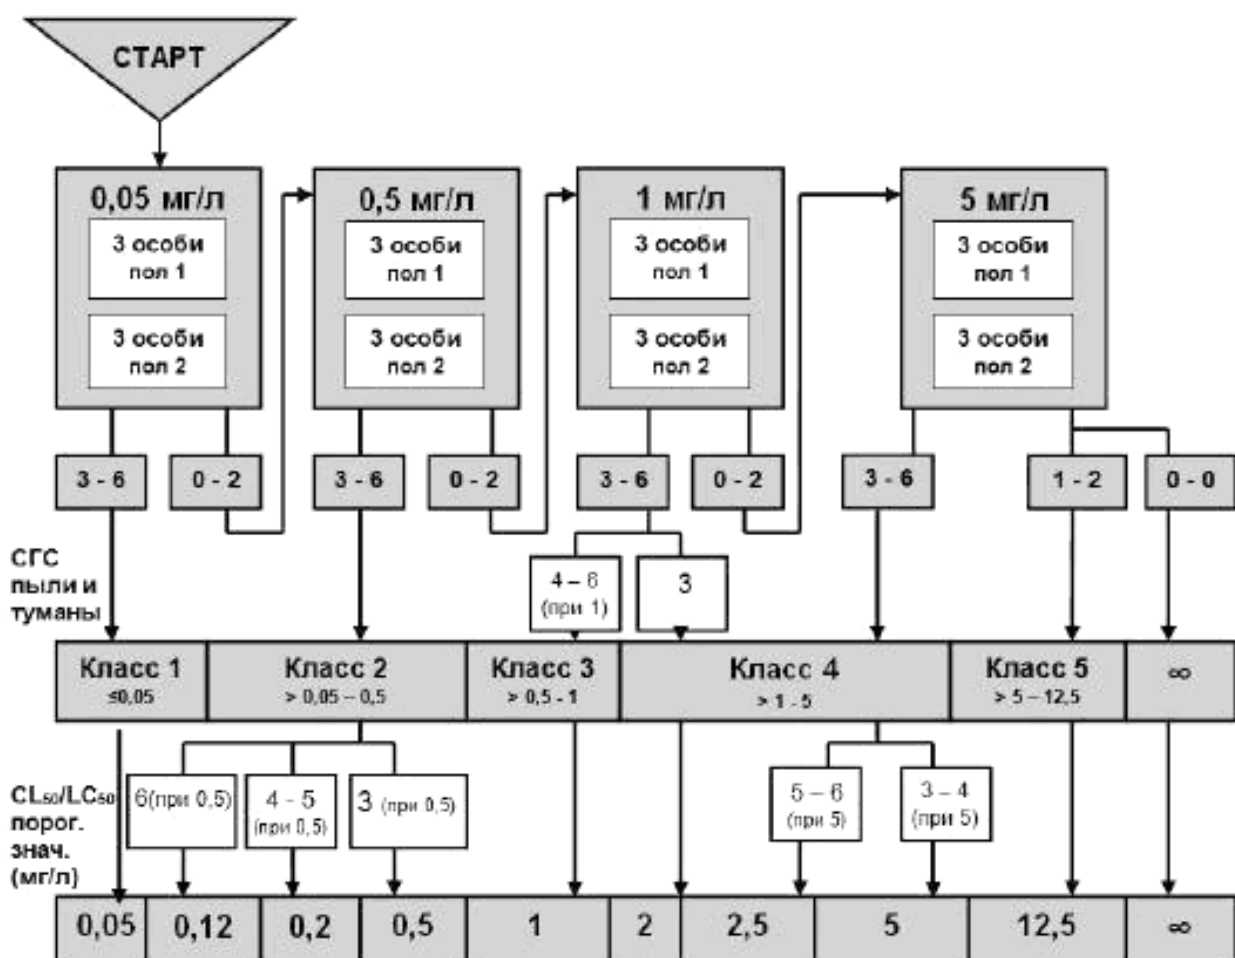 СТАРТ
0,05 мг/л
3 особи
пол 1
3 особи
пол 2
0,5 мг/л
3 особи
пол 1
3 особи
пол 2
1 мг/л
3 особи
пол 1
3 особи
пол 2
5 мг/л
3 особи
пол 1
3 особи
пол 2
3 - 6
0 - 2
3 - 6
0 - 2
3 - 6
0 - 2
3 - 6
1 - 2
0 - 0
СГС
пыли и
туманы
4 – 6
(при 1)
3
Класс 1
≤0,05
Класс 2
> 0,05 – 0,5
Класс 3
> 0,5 - 1
Класс 4
> 1 - 5
Класс 5
> 5 – 12,5
∞
CL50/LC50
порог.
знач.
(мг/л)
6(при 0,5)
4 - 5
(при 0,5)
3 (при 0,5)
5 – 6
(при 5)
3 – 4
(при 5)
0,05
0,12
0,2
0,5
1
2
2,5
5
12,5
∞